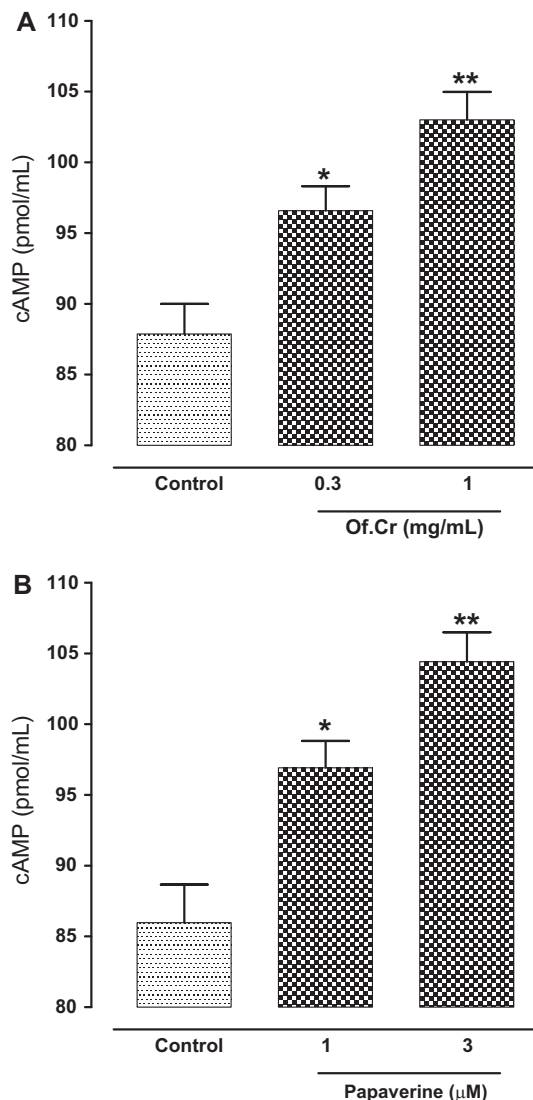 A
110
105
100
95
90
85
80
cAMP (pmol/mL)
*
**
Control 0.3 1
Of.Cr (mg/mL)
B
110
105
100
95
90
85
80
cAMP (pmol/mL)
*
**
Control 1 3
Papaverine (μM)